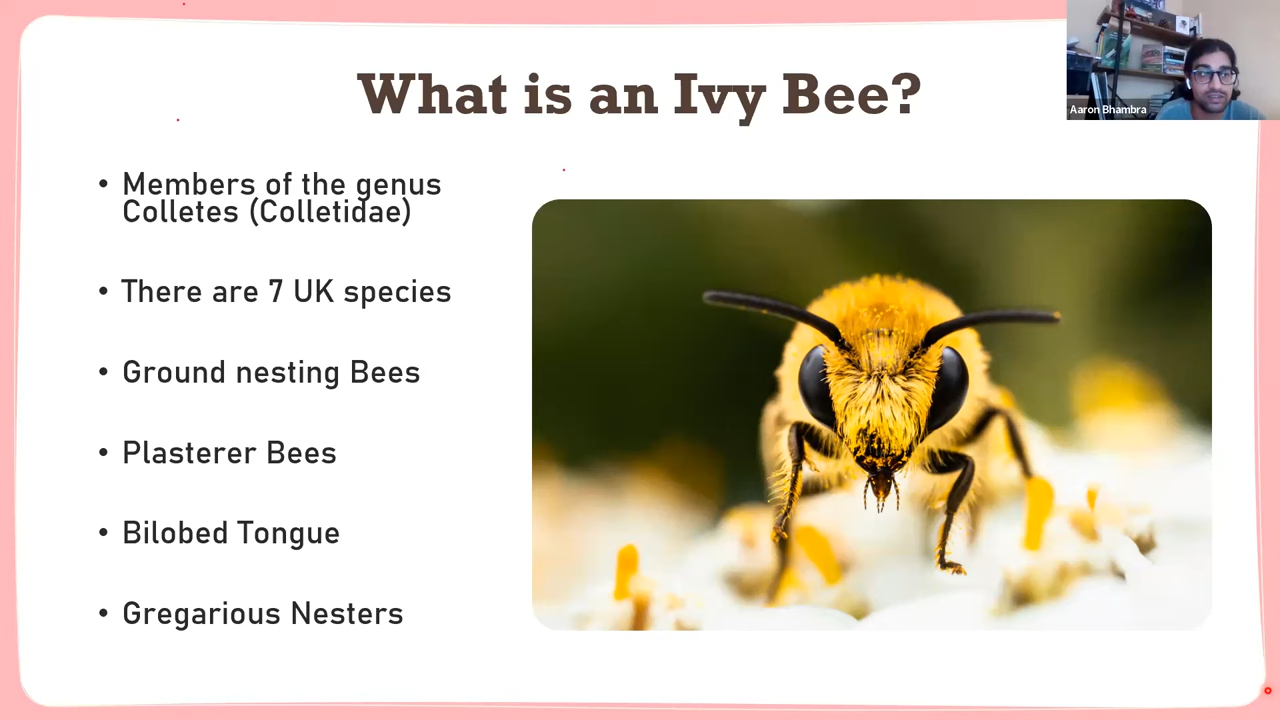 What is an Ivy Bee?
Aaron Bhambra
• Members of the genus
Colletes (Colletidae)
• There are 7 UK species
• Ground nesting Bees
• Plasterer Bees
• Bilobed Tongue
• Gregarious Nesters